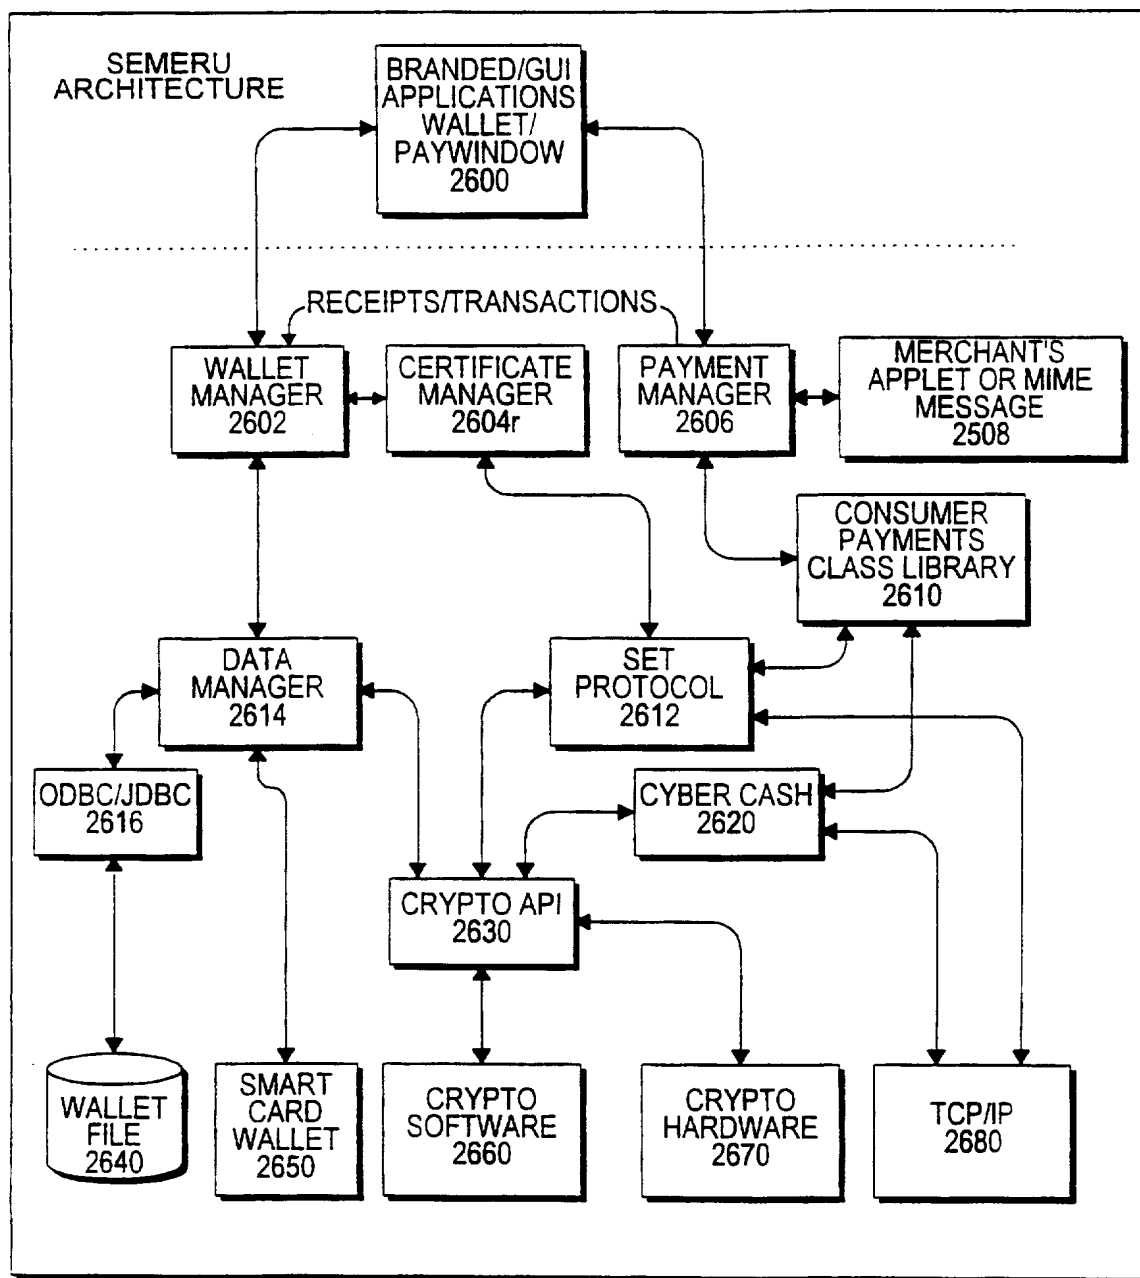 SEMERU
ARCHITECTURE
BRANDED/GUI
APPLICATIONS
WALLET/
PAYWINDOW
2600
RECEIPTS/TRANSACTIONS
WALLET
MANAGER
2602
CERTIFICATE
MANAGER
2604r
PAYMENT
MANAGER
2606
MERCHANT'S
APPLET OR MIME
MESSAGE
2508
CONSUMER
PAYMENTS
CLASS LIBRARY
2610
DATA
MANAGER
2614
SET
PROTOCOL
2612
ODBC/JDBC
2616
CYBER CASH
2620
CRYPTO API
2630
WALLET
FILE
2640
SMART
CARD
WALLET
2650
CRYPTO
SOFTWARE
2660
CRYPTO
HARDWARE
2670
TCP/IP
2680